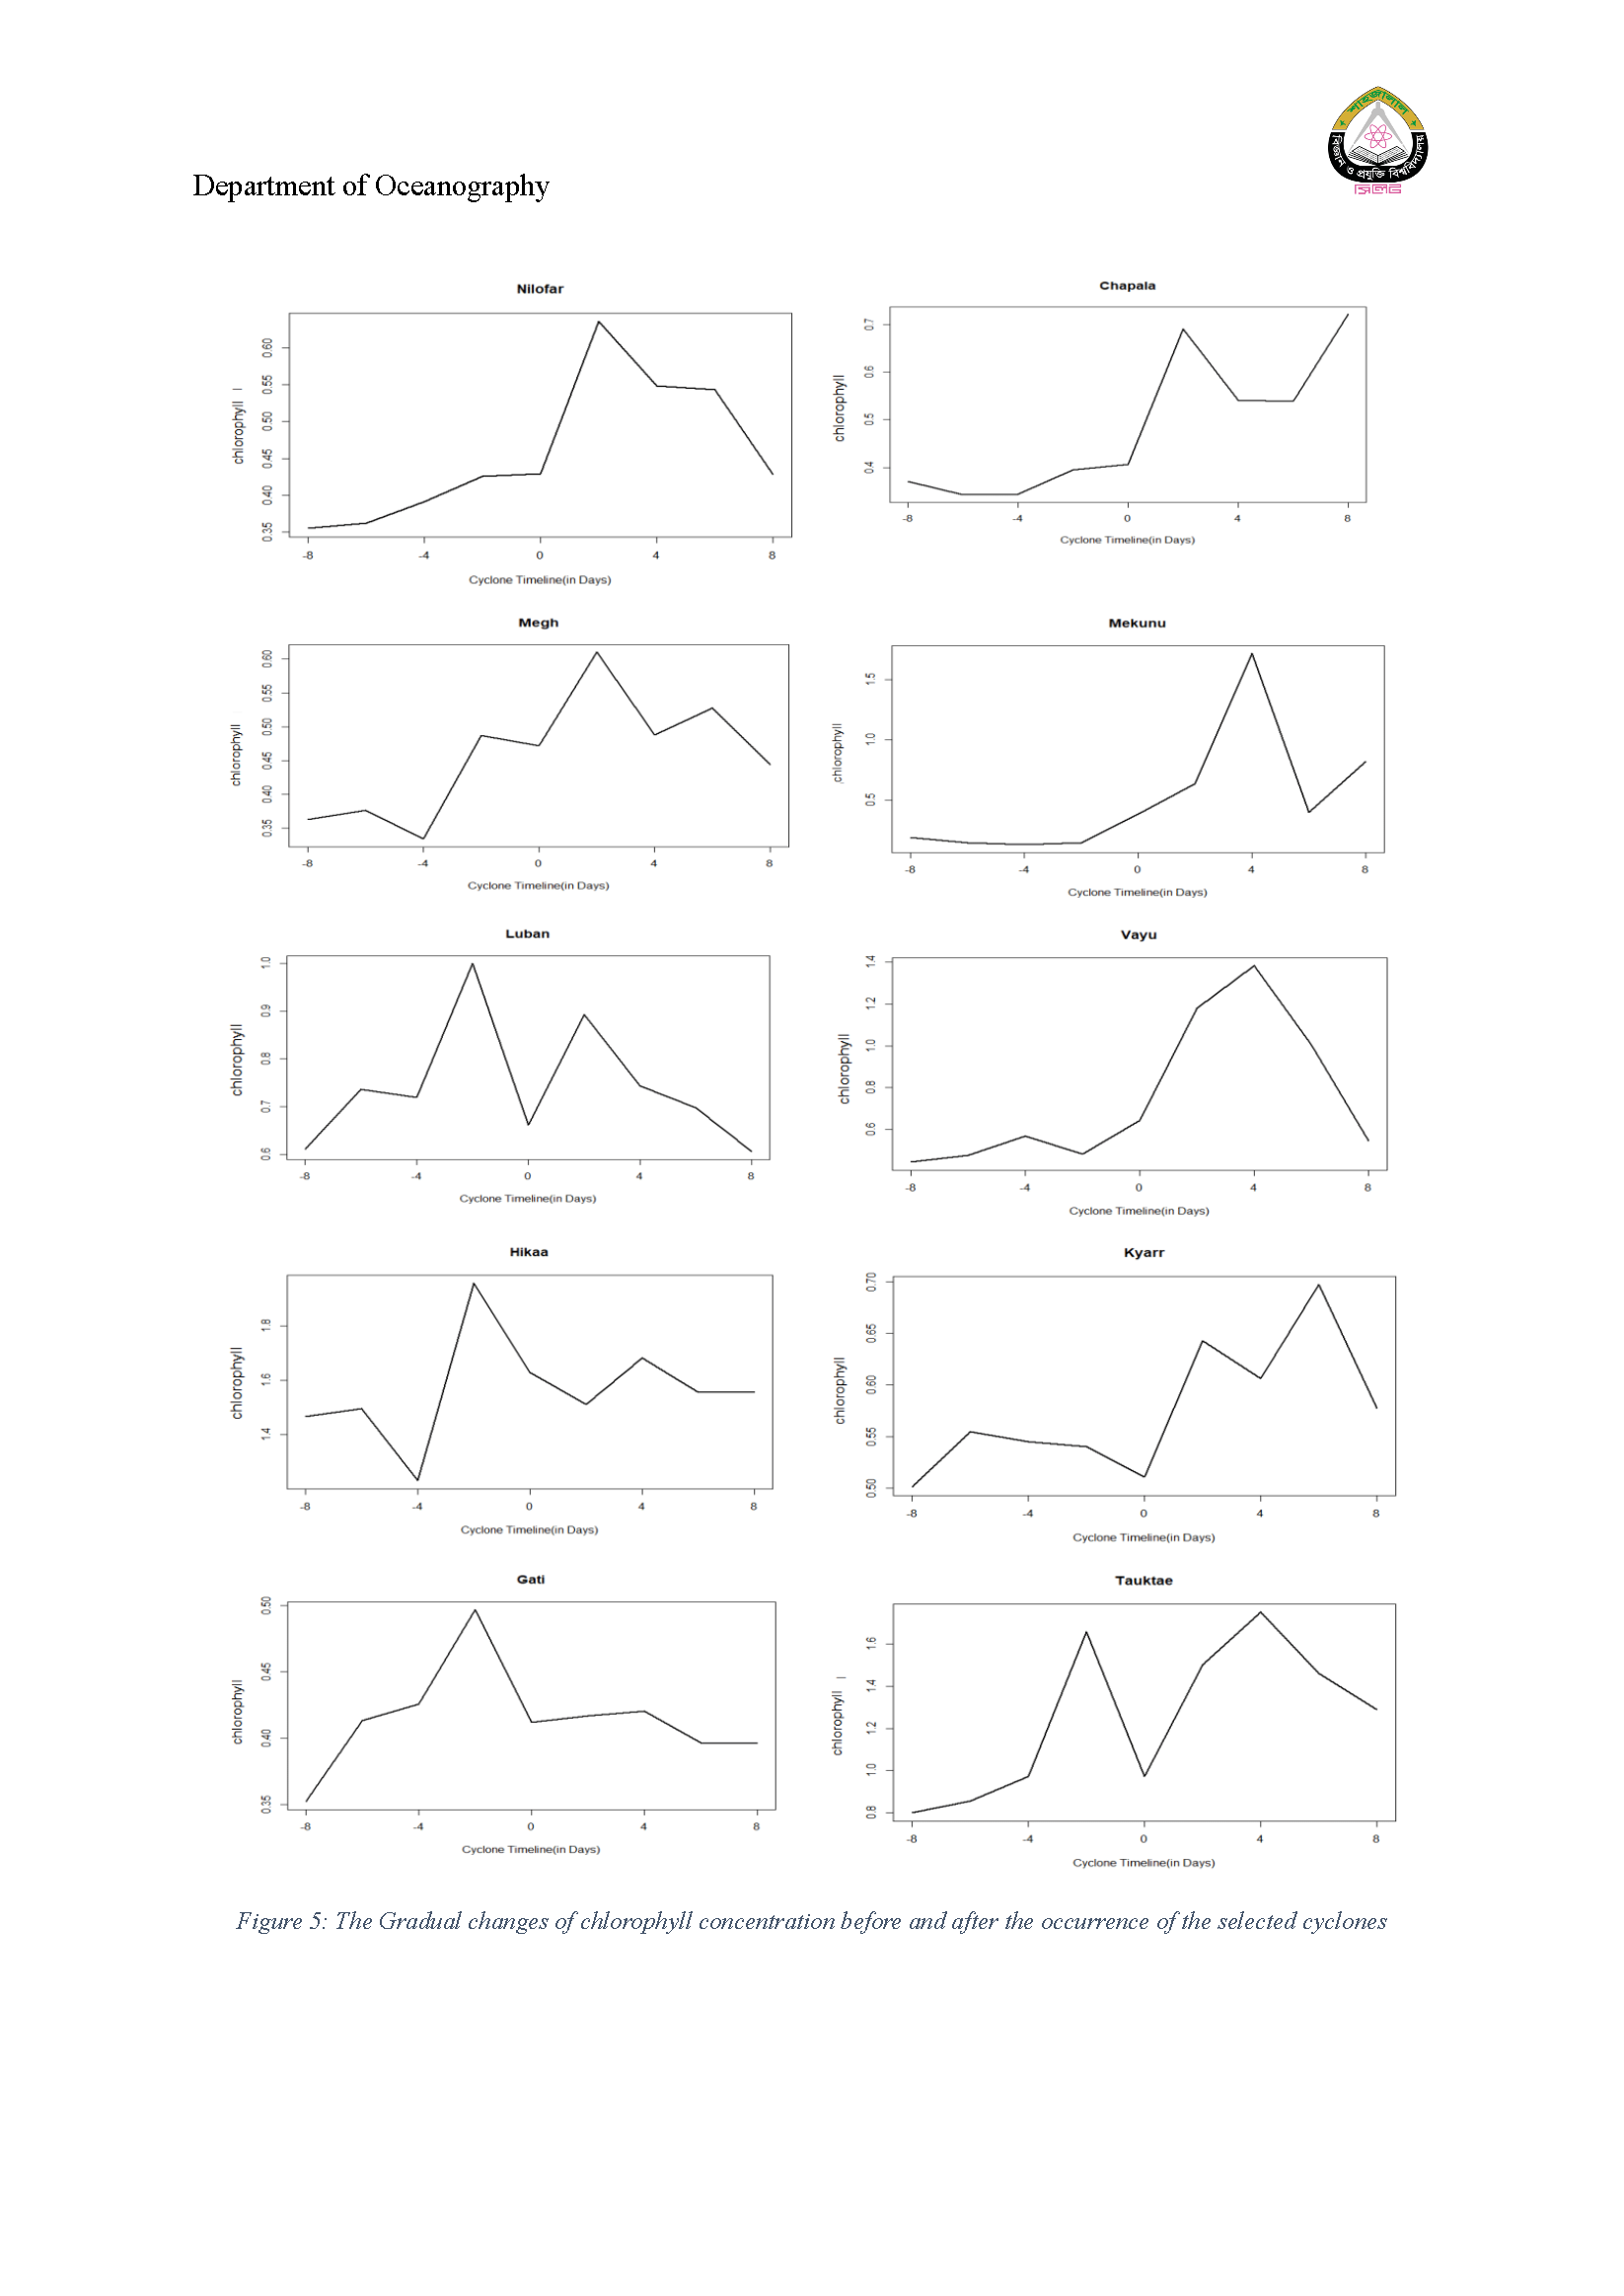 শাহজালাল
বিজ্ঞান ও প্রযুক্তি বিশ্ববিদ্যালয়
সিলেট
Department of Oceanography
Nilofar
chlorophyll
0.35 0.40 0.45 0.50 0.55 0.60
-8 -4 0 4 8
Cyclone Timeline(in Days)
Chapala
chlorophyll
0.4 0.5 0.6 0.7
-8 -4 0 4 8
Cyclone Timeline(in Days)
Megh
chlorophyll
0.35 0.40 0.45 0.50 0.55 0.60
-8 -4 0 4 8
Cyclone Timeline(in Days)
Mekunu
chlorophyll
0.5 1.0 1.5
-8 -4 0 4 8
Cyclone Timeline(in Days)
Luban
chlorophyll
0.6 0.7 0.8 0.9 1.0
-8 -4 0 4 8
Cyclone Timeline(in Days)
Vayu
chlorophyll
0.6 0.8 1.0 1.2 1.4
-8 -4 0 4 8
Cyclone Timeline(in Days)
Hikaa
chlorophyll
1.4 1.6 1.8
-8 -4 0 4 8
Cyclone Timeline(in Days)
Kyarr
chlorophyll
0.50 0.55 0.60 0.65 0.70
-8 -4 0 4 8
Cyclone Timeline(in Days)
Gati
chlorophyll
0.35 0.40 0.45 0.50
-8 -4 0 4 8
Cyclone Timeline(in Days)
Tauktae
chlorophyll
0.8 1.0 1.2 1.4 1.6
-8 -4 0 4 8
Cyclone Timeline(in Days)
Figure 5: The Gradual changes of chlorophyll concentration before and after the occurrence of the selected cyclones